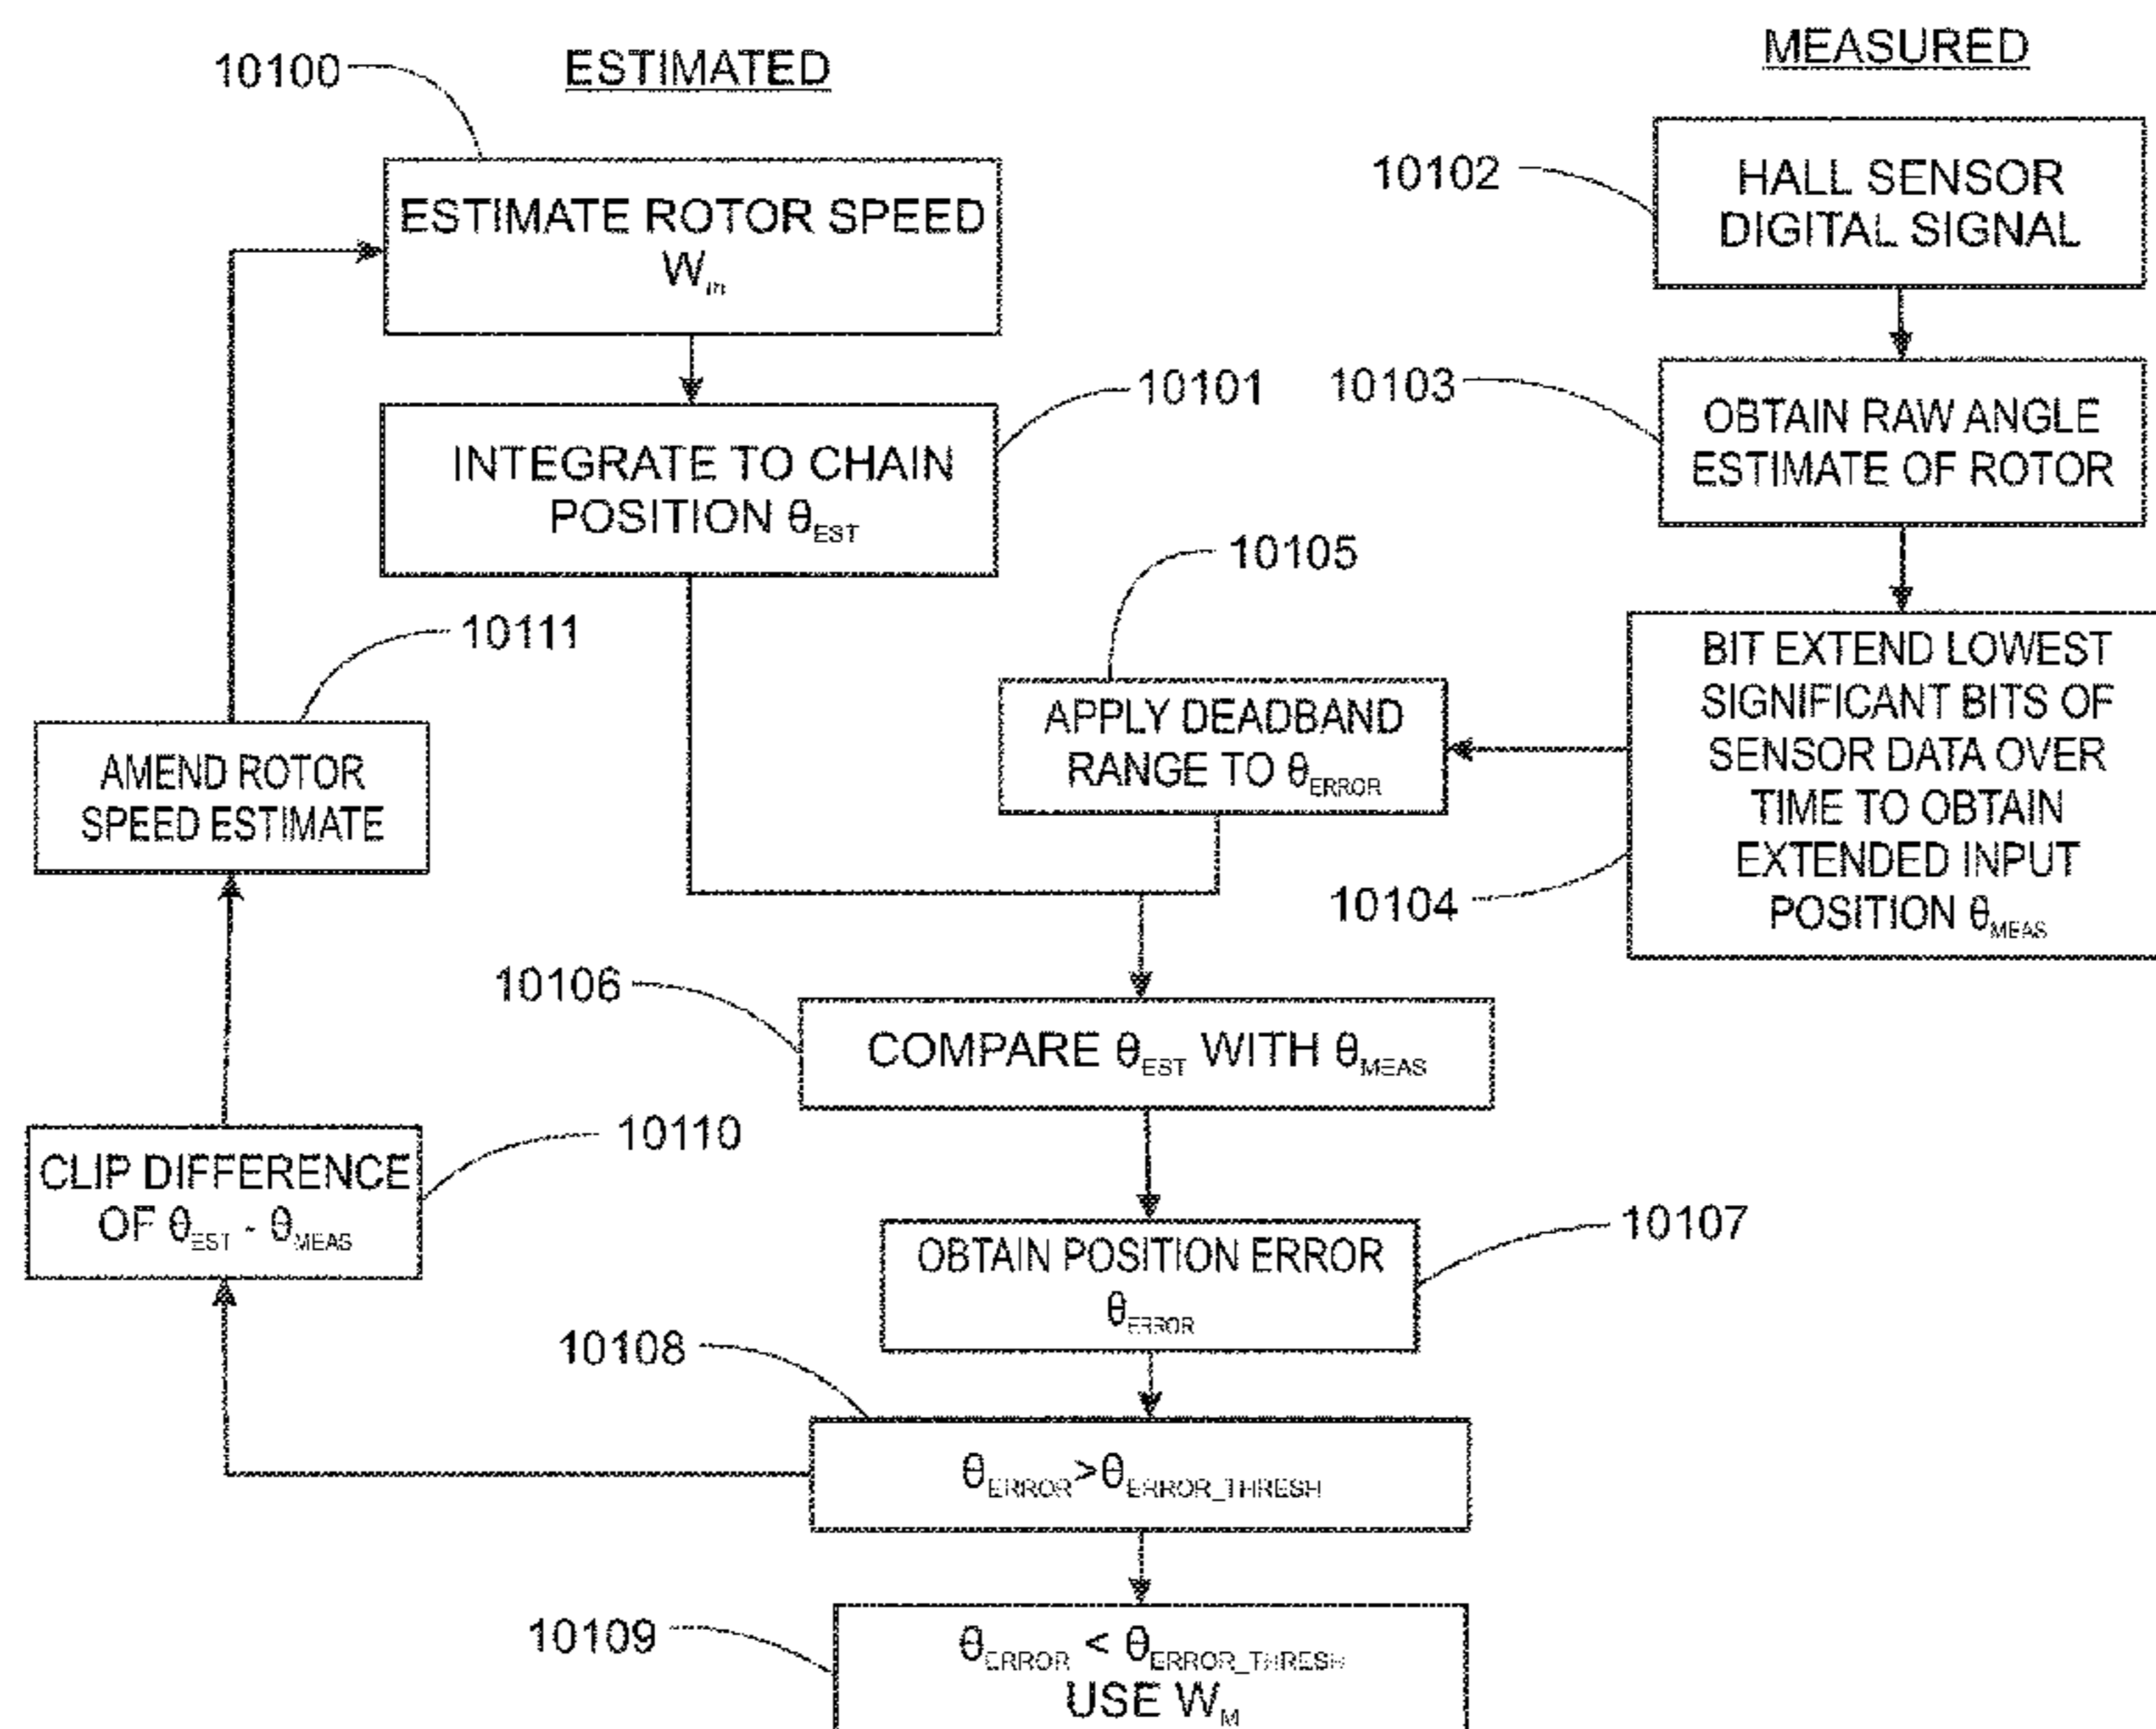 ESTIMATED
MEASURED
10100
ESTIMATE ROTOR SPEED
Wm
10102
HALL SENSOR
DIGITAL SIGNAL
10101
INTEGRATE TO CHAIN
POSITION θEST
10103
OBTAIN RAW ANGLE
ESTIMATE OF ROTOR
10105
APPLY DEADBAND
RANGE TO θERROR
10104
BIT EXTEND LOWEST
SIGNIFICANT BITS OF
SENSOR DATA OVER
TIME TO OBTAIN
EXTENDED INPUT
POSITION θMEAS
10111
AMEND ROTOR
SPEED ESTIMATE
10106
COMPARE θEST WITH θMEAS
10110
CLIP DIFFERENCE
OF θEST - θMEAS
10107
OBTAIN POSITION ERROR
θERROR
10108
θERROR>θERROR_THRESH
10109
θERROR < θERROR_THRESH
USE WM